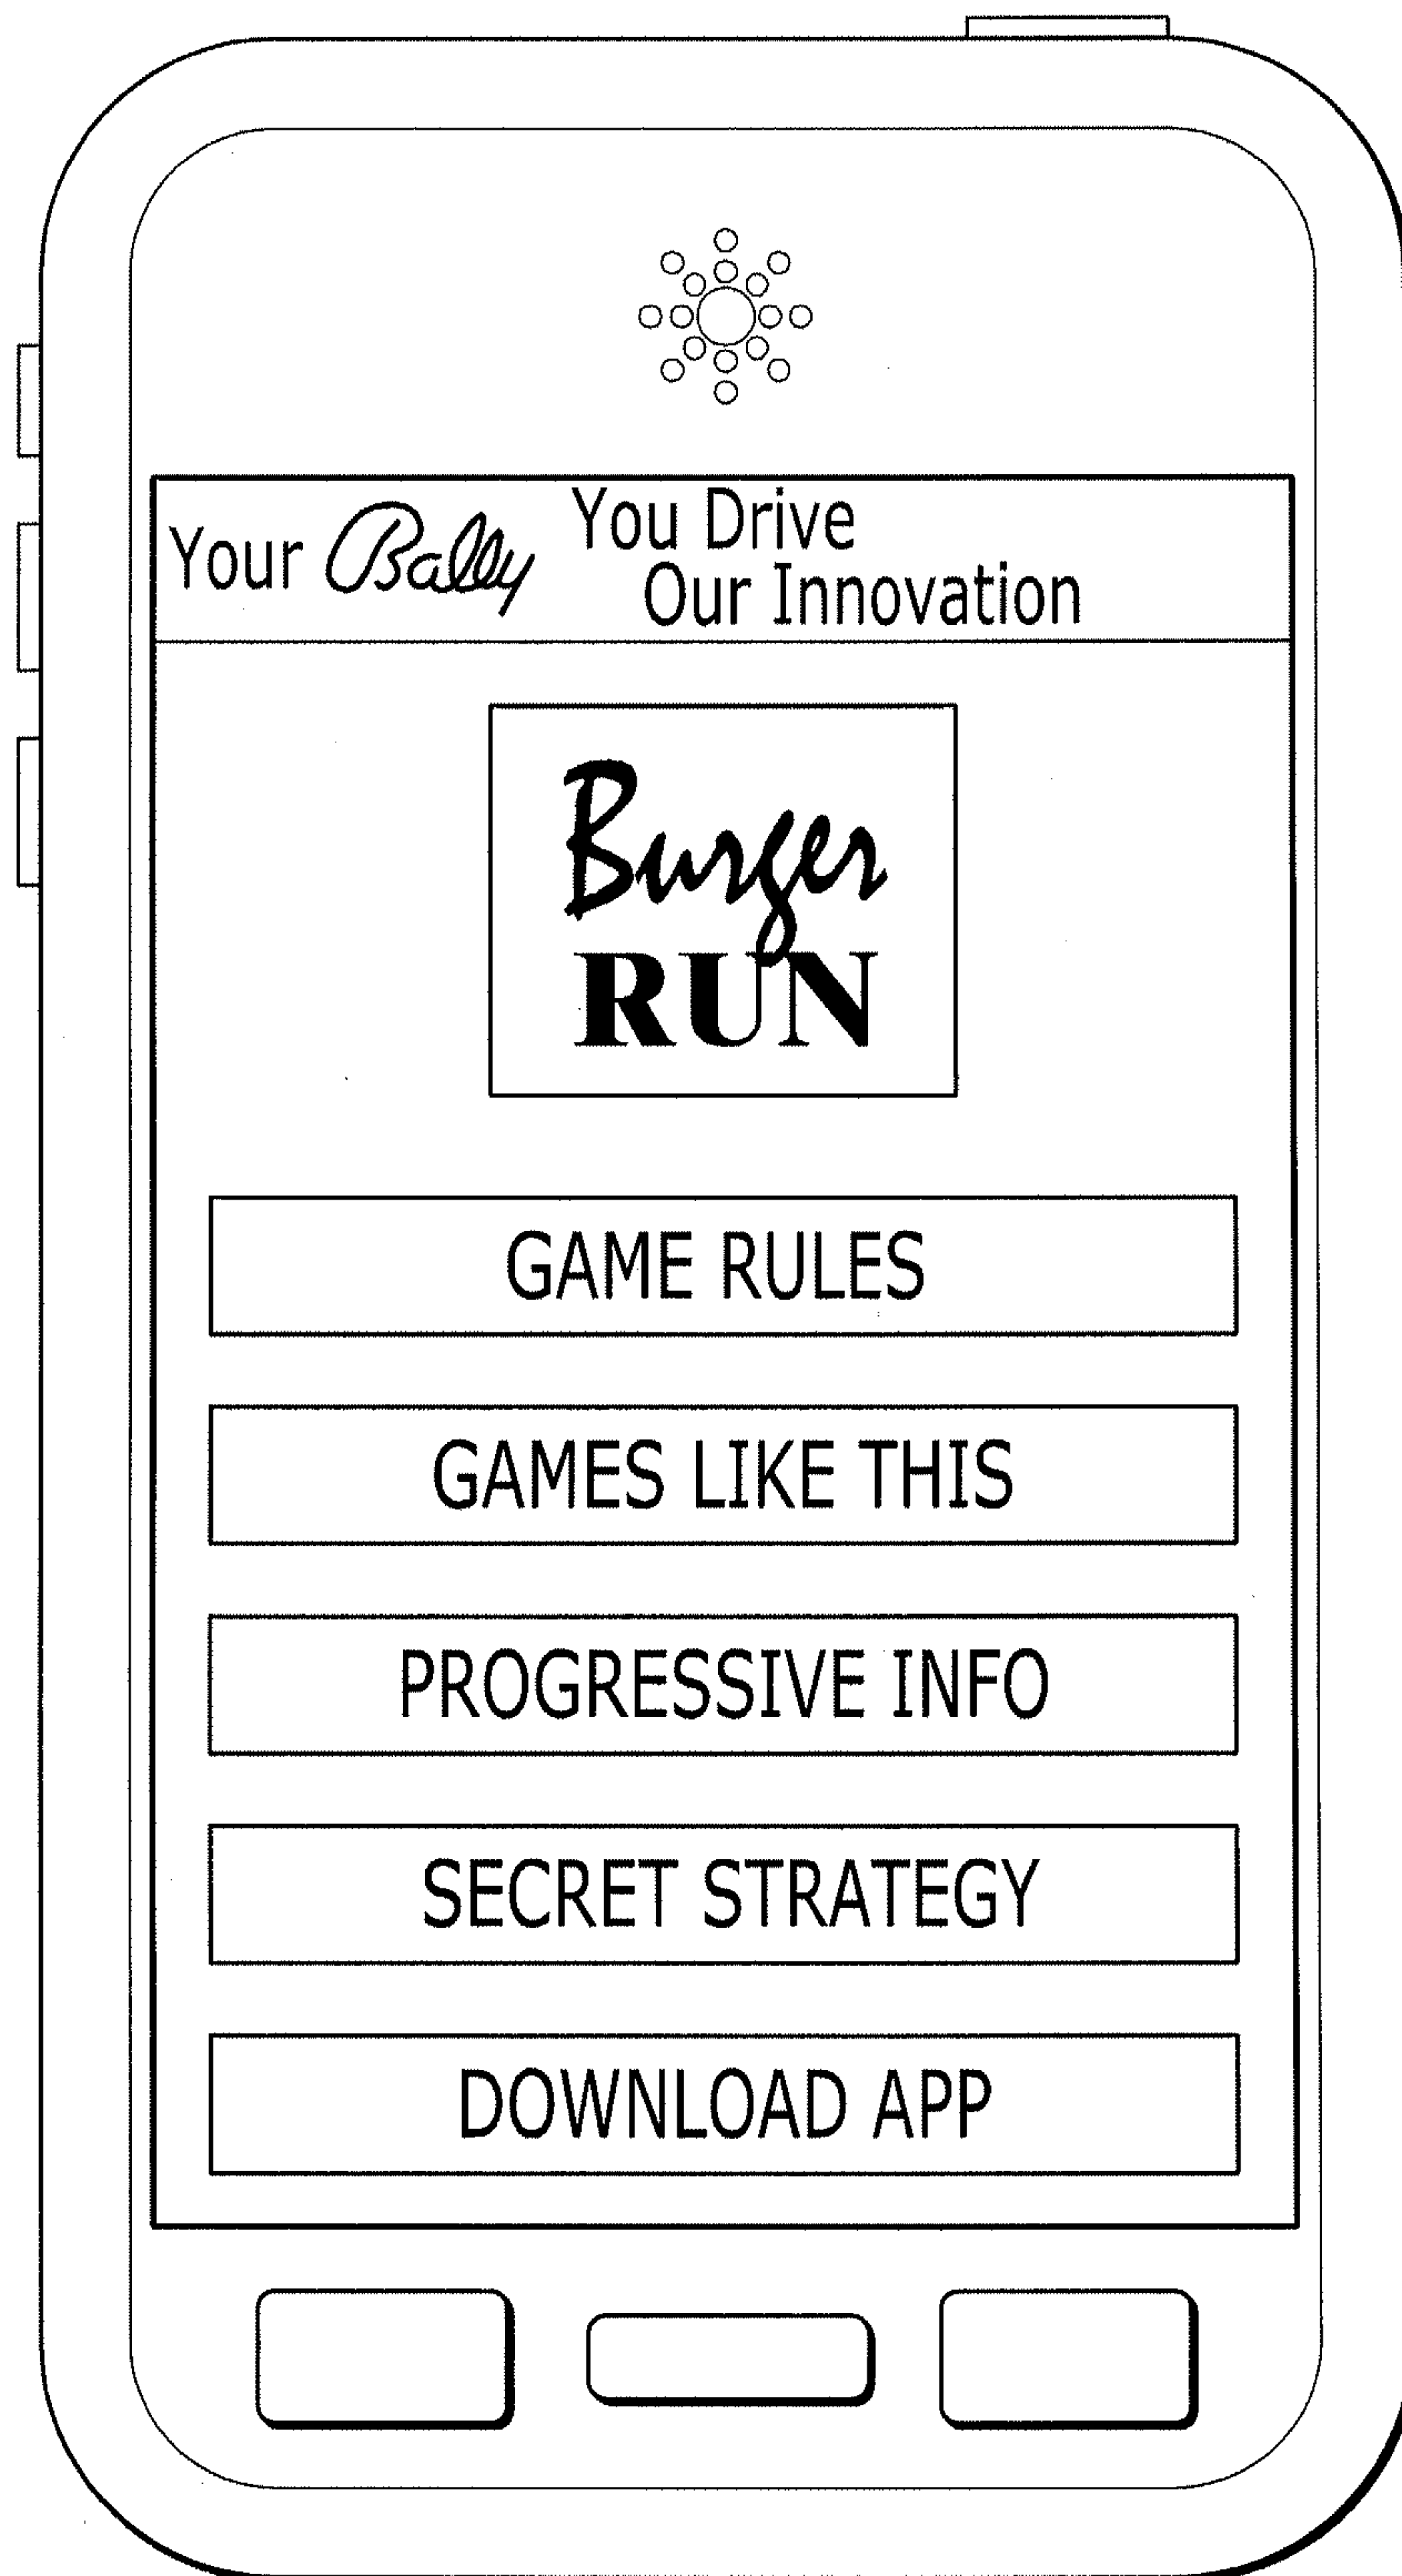 Your Bally You Drive
Our Innovation
Burger
RUN
GAME RULES
GAMES LIKE THIS
PROGRESSIVE INFO
SECRET STRATEGY
DOWNLOAD APP